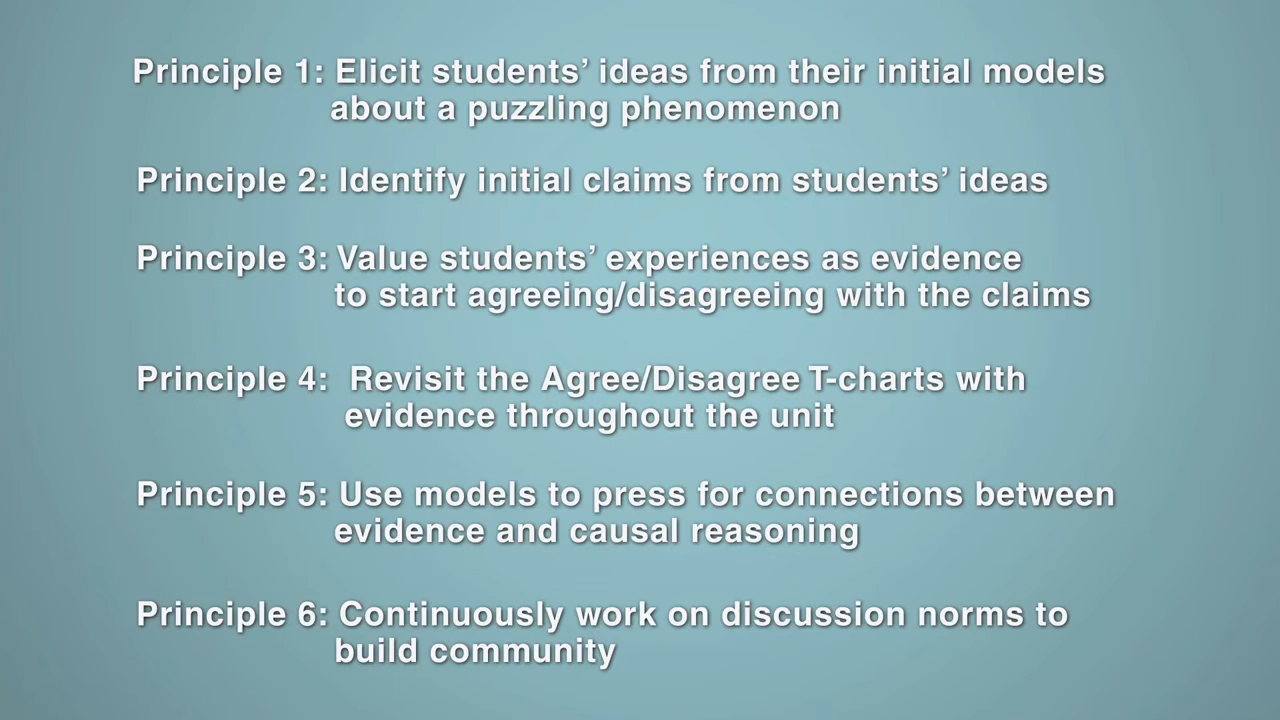 Principle 1: Elicit students’ ideas from their initial models
about a puzzling phenomenon
Principle 2: Identify initial claims from students’ ideas
Principle 3: Value students’ experiences as evidence
to start agreeing/disagreeing with the claims
Principle 4: Revisit the Agree/Disagree T-charts with
evidence throughout the unit
Principle 5: Use models to press for connections between
evidence and causal reasoning
Principle 6: Continuously work on discussion norms to
build community